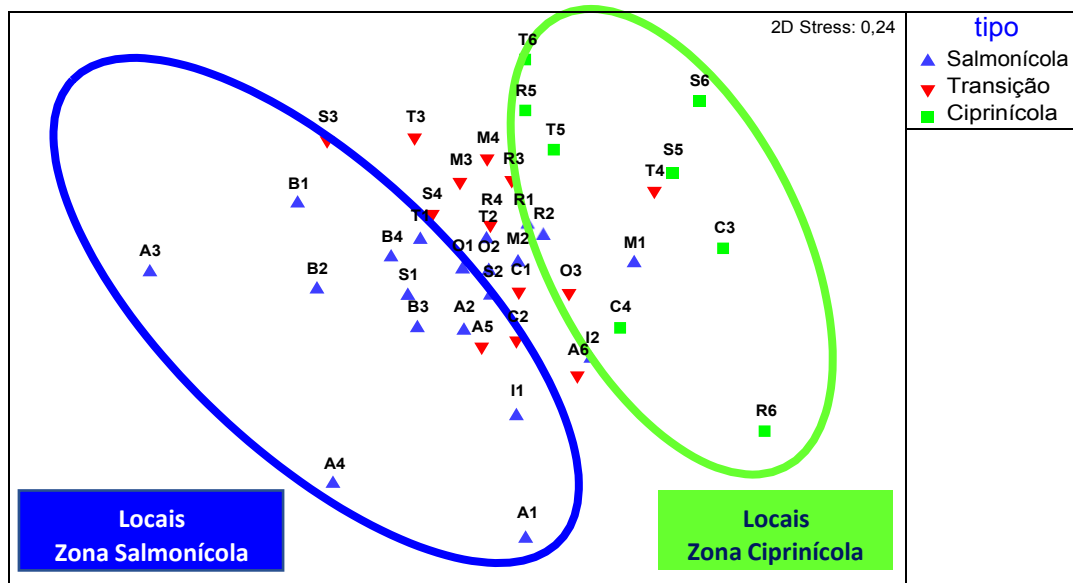 2D Stress: 0,24
tipo
Salmonícola
Transição
Ciprinícola
T6
R5
S6
T5
S5
T4
S3
T3
M4
M3
R3
B1
S4
R4
R1
T1
T2
R2
B4
O1
O2
M2
M1
C3
A3
B2
S1
S2
C1
O3
B3
A2
C2
C4
A5
A6
I2
I1
R6
A4
A1
Locais
Zona Salmonícola
Locais
Zona Ciprinícola